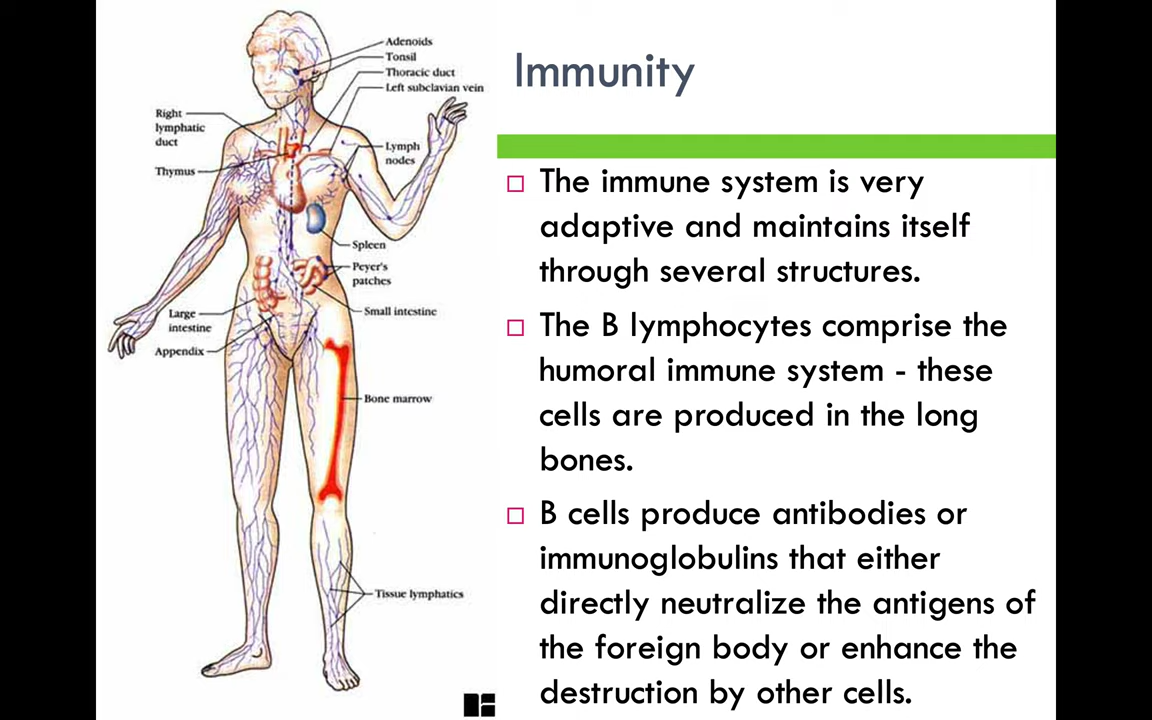 Adenoids
Tonsil
Thoracic duct
Left subclavian vein
Right
lymphatic
duct
Lymph
nodes
Thymus
Spleen
Peyer's
patches
Large
intestine
Small intestine
Appendix
Bone marrow
Tissue lymphatics
Immunity
The immune system is very
adaptive and maintains itself
through several structures.
The B lymphocytes comprise the
humoral immune system - these
cells are produced in the long
bones.
B cells produce antibodies or
immunoglobulins that either
directly neutralize the antigens of
the foreign body or enhance the
destruction by other cells.